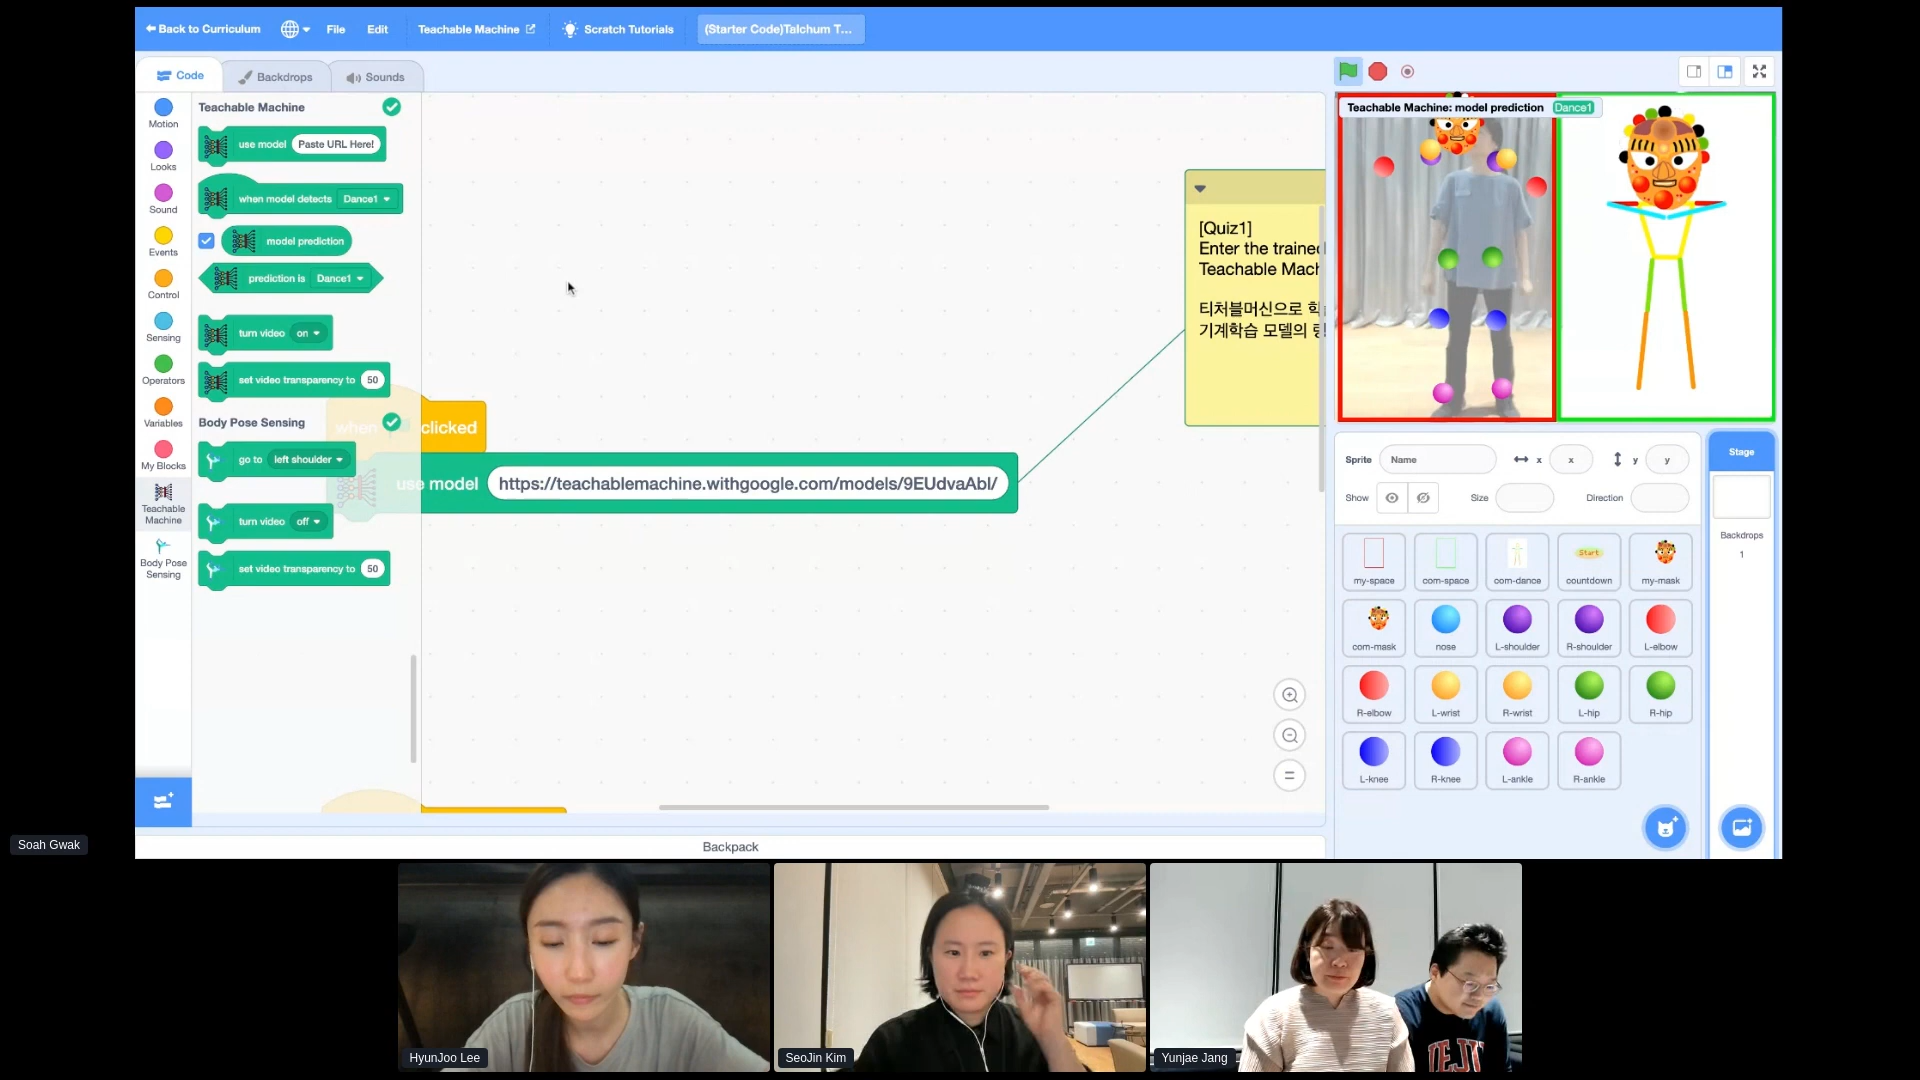 Back to Curriculum
File
Edit
Teachable Machine
Scratch Tutorials
(Starter Code)Talchum T...
Code
Backdrops
Sounds
Motion
Looks
Sound
Events
Control
Sensing
Operators
Variables
My Blocks
Teachable
Machine
Body Pose
Sensing
Teachable Machine
use model Paste URL Here!
when model detects Dance1
model prediction
prediction is Dance1
turn video on
set video transparency to 50
Body Pose Sensing
go to left shoulder
turn video off
set video transparency to 50
when clicked
use model https://teachablemachine.withgoogle.com/models/9EUdvaAbl/
[Quiz1]
Enter the trained
Teachable Mach
티처블머신으로 학
기계학습 모델의 링
Backpack
Teachable Machine: model prediction Dance1
Sprite Name x x y y
Show Size Direction
my-space
com-space
com-dance
Start
countdown
my-mask
com-mask
nose
L-shoulder
R-shoulder
L-elbow
R-elbow
L-wrist
R-wrist
L-hip
R-hip
L-knee
R-knee
L-ankle
R-ankle
Stage
Backdrops
1
Soah Gwak
HyunJoo Lee
SeoJin Kim
Yunjae Jang